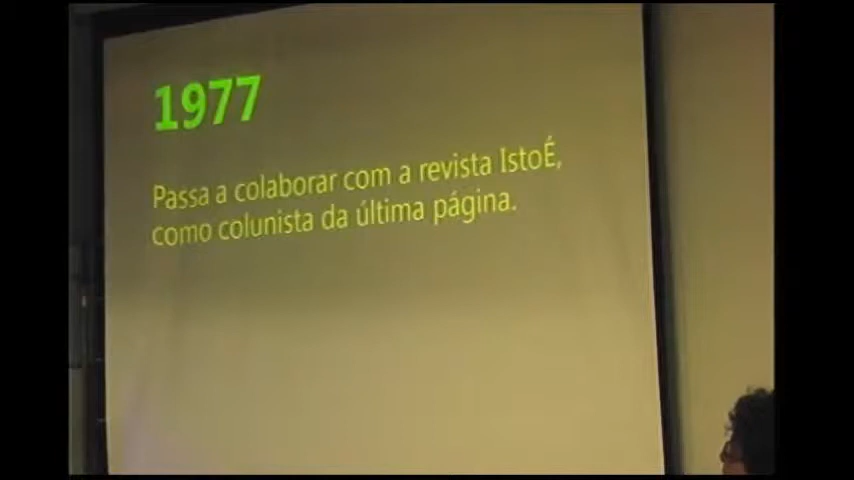 1977
Passa a colaborar com a revista IstoÉ,
como colunista da última página.